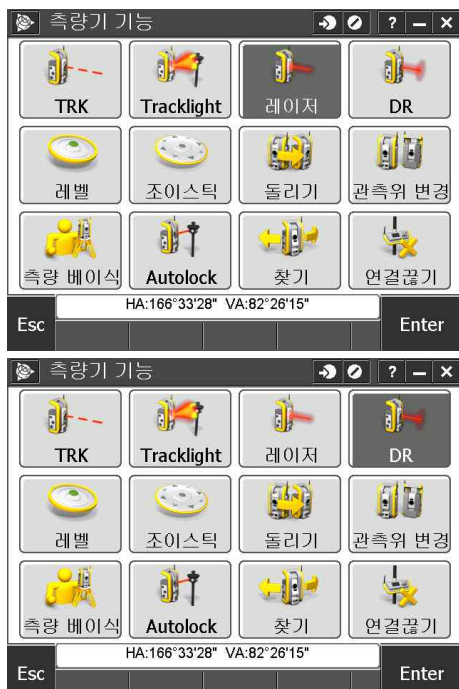 측량기 기능
TRK Tracklight 레이저 DR
레벨 조이스틱 돌리기 관측위 변경
측량 베이식 Autolock 찾기 연결끊기
HA:166°33'28" VA:82°26'15"
Esc Enter
측량기 기능
TRK Tracklight 레이저 DR
레벨 조이스틱 돌리기 관측위 변경
측량 베이식 Autolock 찾기 연결끊기
HA:166°33'28" VA:82°26'15"
Esc Enter